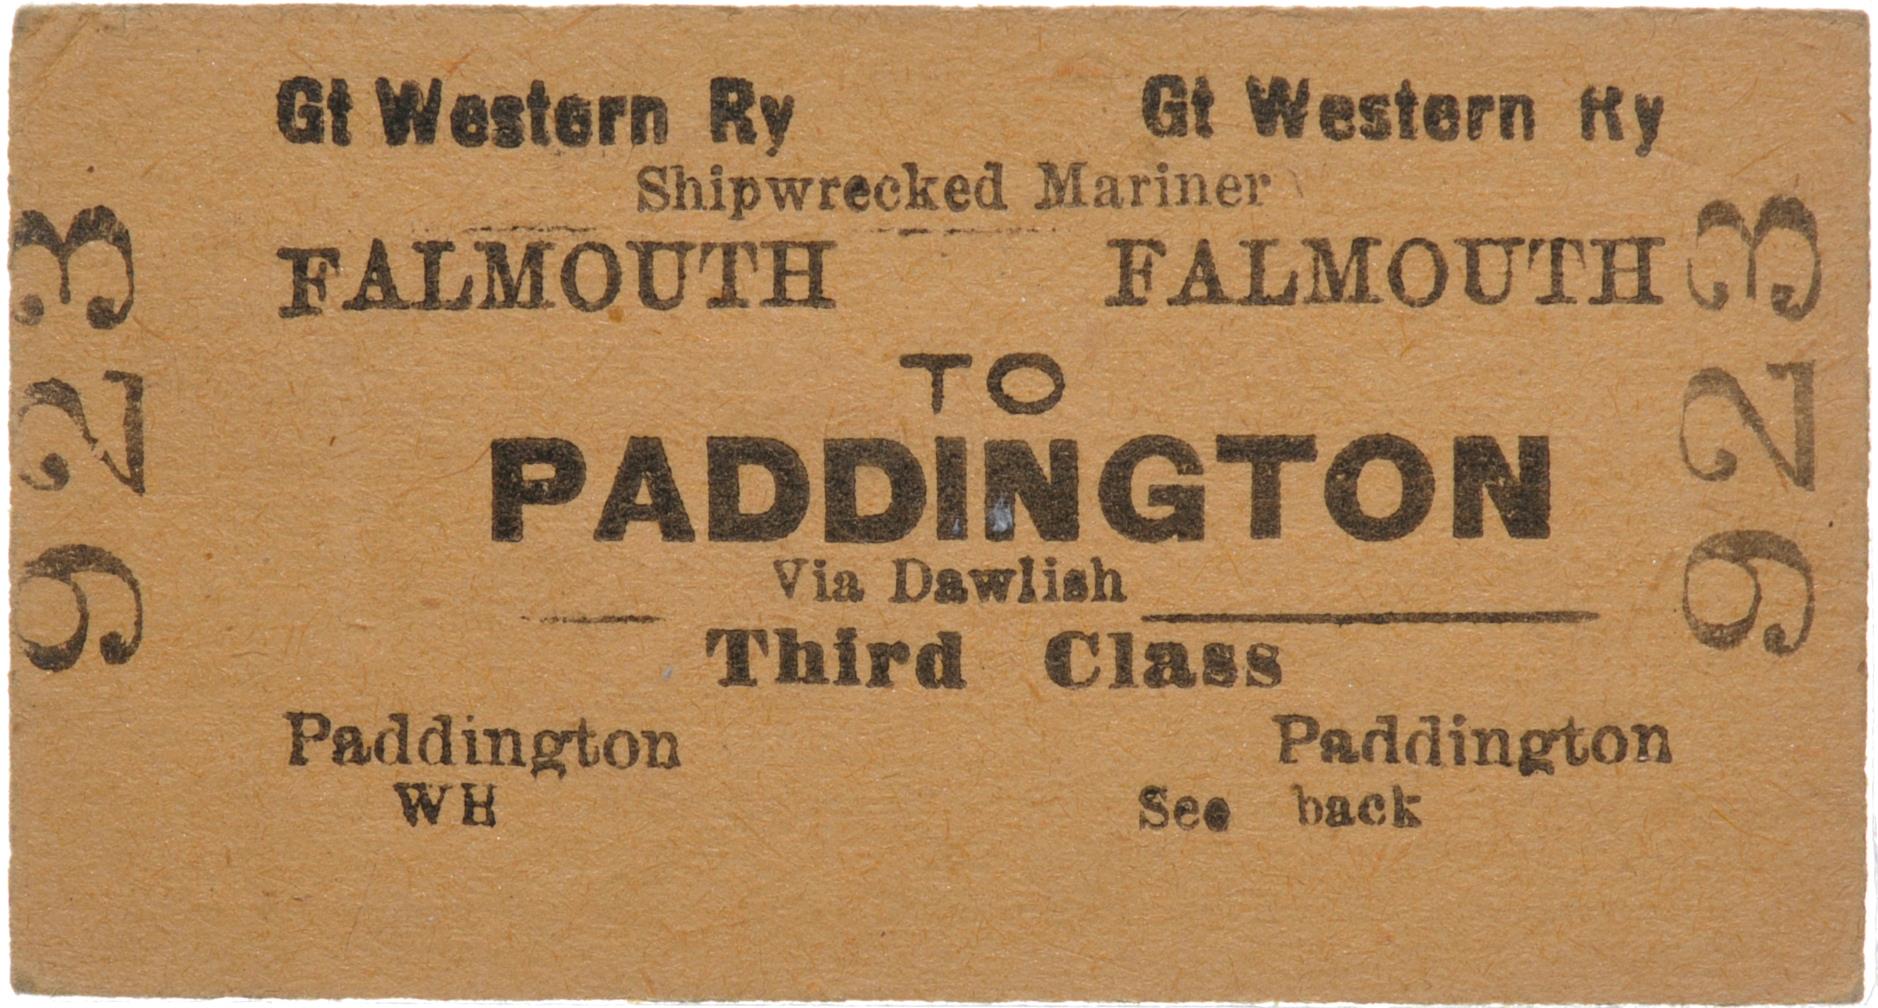 Gt Western Ry Gt Western Ry
Shipwrecked Mariner
FALMOUTH FALMOUTH
TO
PADDINGTON
Via Dawlish
Third Class
Paddington Paddington
WH See back
923
923